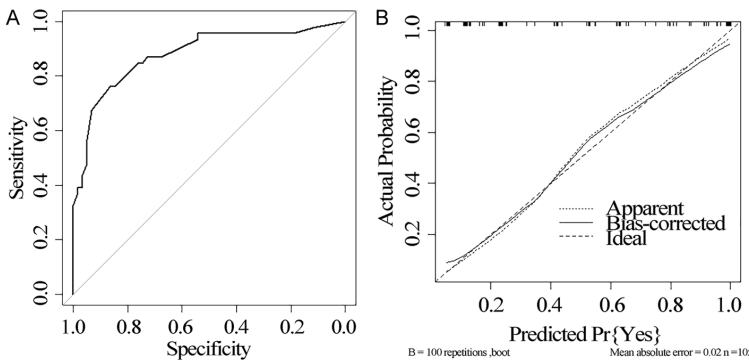 A
Sensitivity
0.0
0.2
0.4
0.6
0.8
1.0
1.0
0.8
0.6
0.4
0.2
0.0
Specificity
B
Actual Probability
0.2
0.4
0.6
0.8
1.0
Apparent
Bias-corrected
Ideal
0.2
0.4
0.6
0.8
1.0
Predicted Pr{Yes}
B = 100 repetitions ,boot
Mean absolute error = 0.02 n =